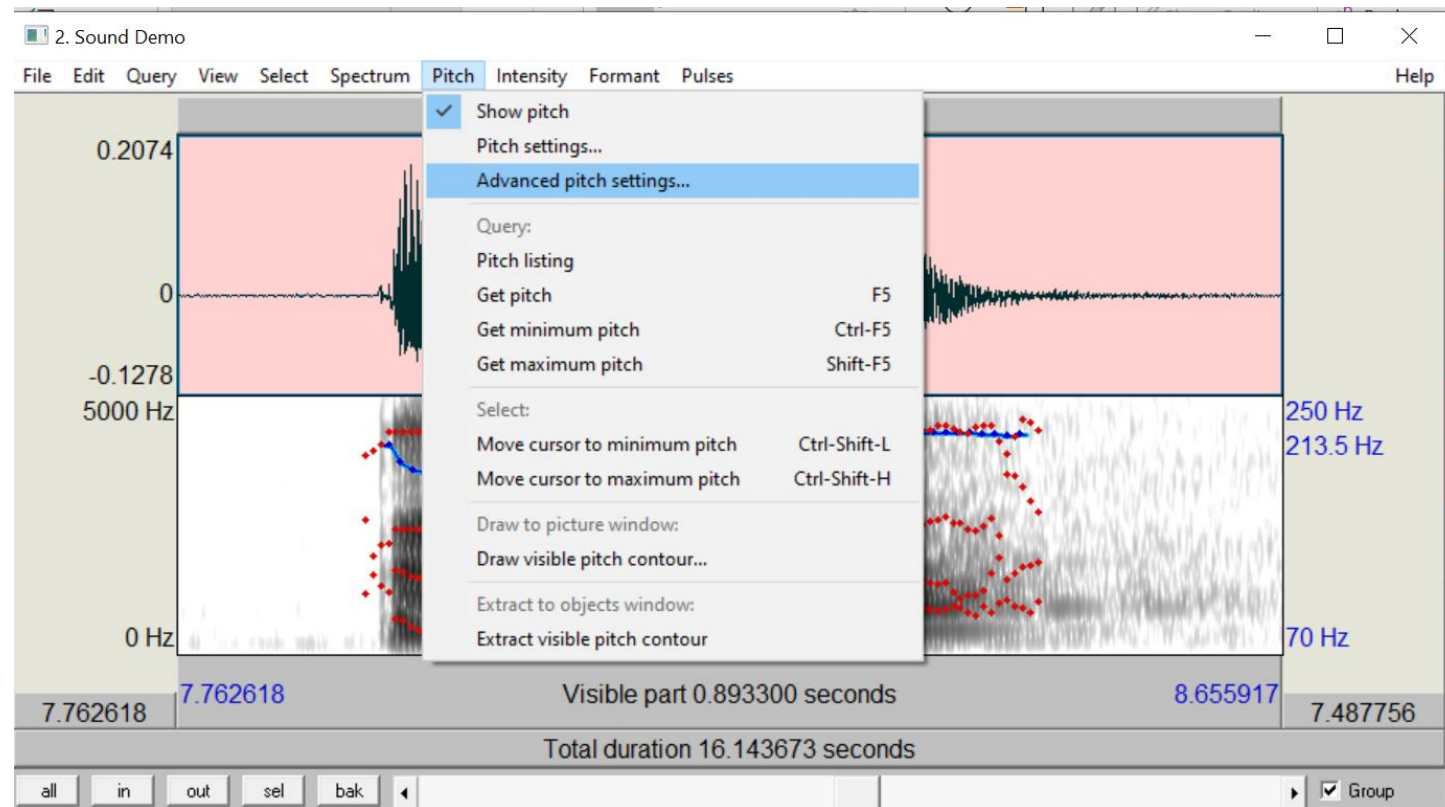 2. Sound Demo
File Edit Query View Select Spectrum Pitch Intensity Formant Pulses Help
Show pitch
Pitch settings...
Advanced pitch settings...
Query:
Pitch listing
Get pitch F5
Get minimum pitch Ctrl-F5
Get maximum pitch Shift-F5
Select:
Move cursor to minimum pitch Ctrl-Shift-L
Move cursor to maximum pitch Ctrl-Shift-H
Draw to picture window:
Draw visible pitch contour...
Extract to objects window:
Extract visible pitch contour
0.2074
0
-0.1278
5000 Hz
0 Hz
250 Hz
213.5 Hz
70 Hz
7.762618 Visible part 0.893300 seconds 8.655917
7.762618 7.487756
Total duration 16.143673 seconds
all in out sel bak Group